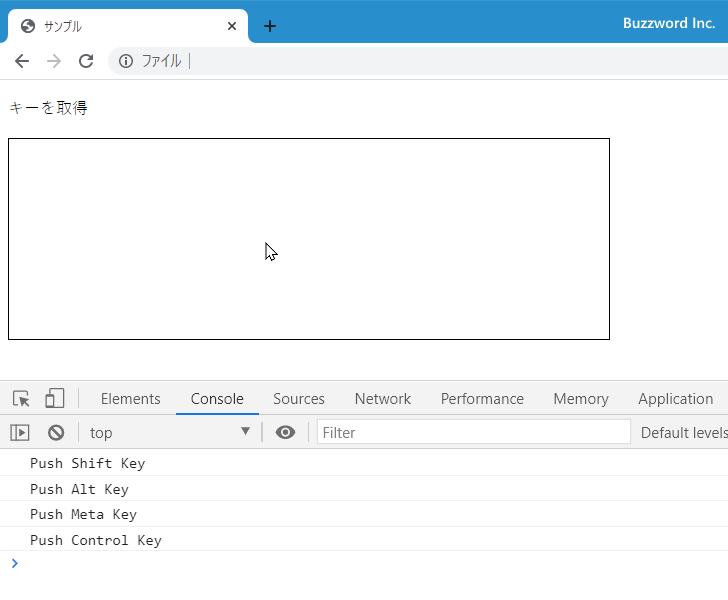 サンプル
Buzzword Inc.
ファイル
キーを取得
Elements Console Sources Network Performance Memory Application
top Filter Default levels
Push Shift Key
Push Alt Key
Push Meta Key
Push Control Key